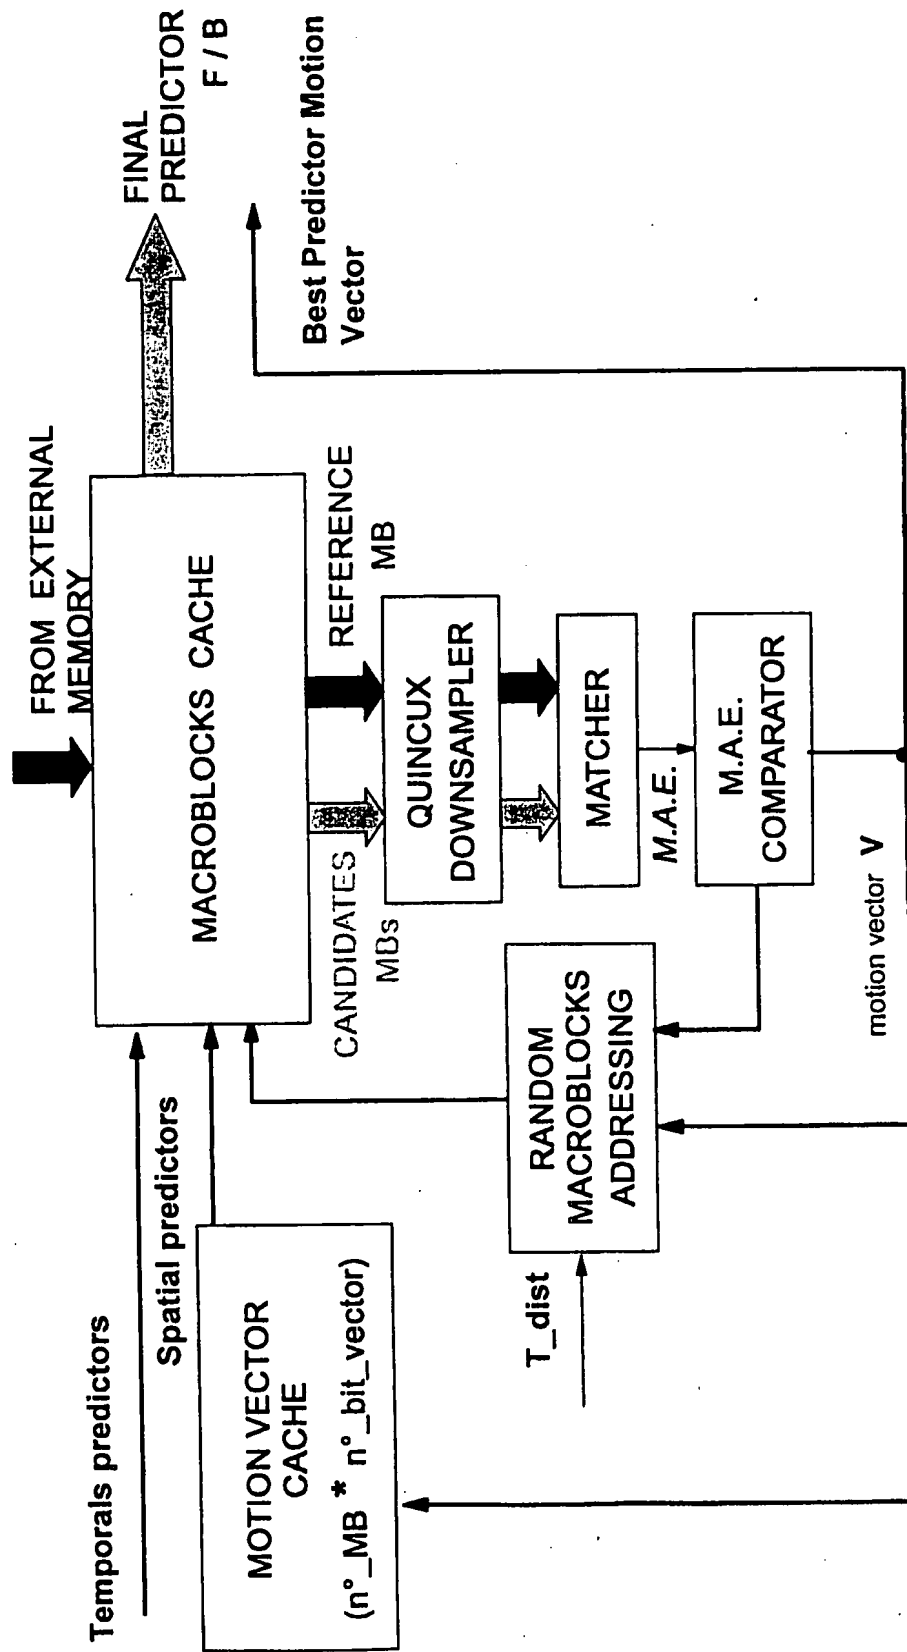 FROM EXTERNAL
MEMORY
FINAL
PREDICTOR
F / B
Temporals predictors
Spatial predictors
MACROBLOCKS CACHE
Best Predictor Motion
Vector
MOTION VECTOR
CACHE
(n°_MB * n°_bit_vector)
CANDIDATES
MBs
REFERENCE
MB
QUINCUX
DOWNSAMPLER
T_dist
RANDOM
MACROBLOCKS
ADDRESSING
MATCHER
M.A.E.
M.A.E.
COMPARATOR
motion vector V